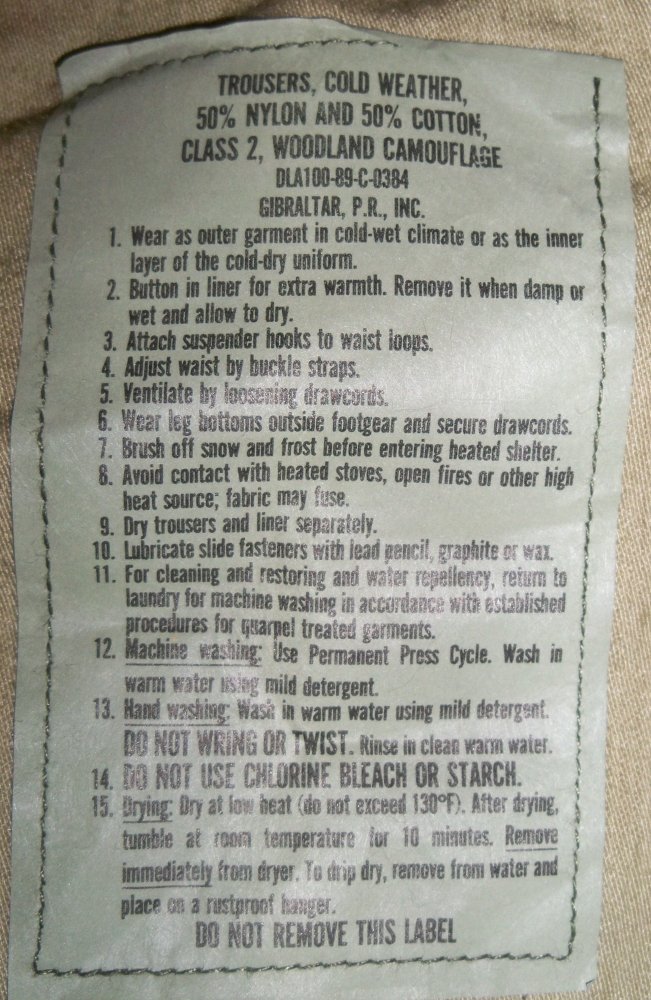 TROUSERS, COLD WEATHER,
50% NYLON AND 50% COTTON,
CLASS 2, WOODLAND CAMOUFLAGE
DLA100-89-C-0384
GIBRALTAR, P.R., INC.
1. Wear as outer garment in cold-wet climate or as the inner
layer of the cold-dry uniform.
2. Button in liner for extra warmth. Remove it when damp or
wet and allow to dry.
3. Attach suspender hooks to waist loops.
4. Adjust waist by buckle straps.
5. Ventilate by loosening drawcords.
6. Wear leg bottoms outside footgear and secure drawcords.
7. Brush off snow and frost before entering heated shelter.
8. Avoid contact with heated stoves, open fires or other high
heat source; fabric may fuse.
9. Dry trousers and liner separately.
10. Lubricate slide fasteners with lead pencil, graphite or wax.
11. For cleaning and restoring and water repellency, return to
laundry for machine washing in accordance with established
procedures for quarpel treated garments.
12. Machine washing: Use Permanent Press Cycle. Wash in
warm water using mild detergent.
13. Hand washing: Wash in warm water using mild detergent.
DO NOT WRING OR TWIST. Rinse in clean warm water.
14. DO NOT USE CHLORINE BLEACH OR STARCH.
15. Drying: Dry at low heat (do not exceed 130°F). After drying,
tumble at room temperature for 10 minutes. Remove
immediately from dryer. To drip dry, remove from water and
place on a rustproof hanger.
DO NOT REMOVE THIS LABEL